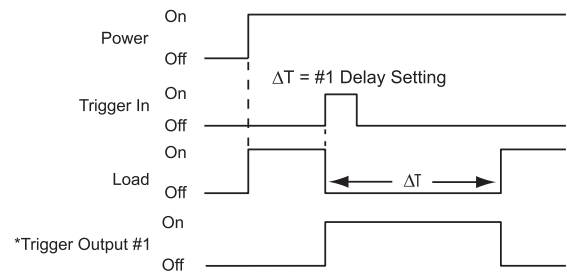 On
Power
Off
ΔT = #1 Delay Setting
On
Trigger In
Off
On
Load
ΔT
Off
On
*Trigger Output #1
Off